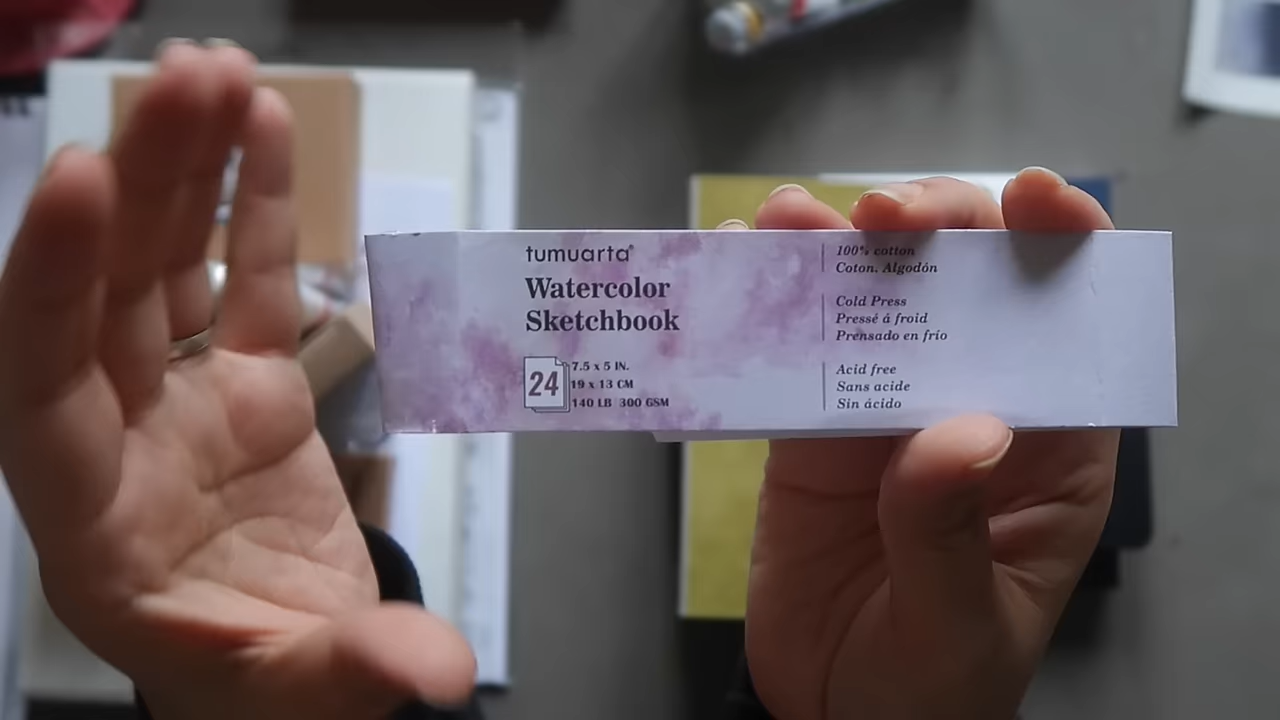 tumuarta®
Watercolor
Sketchbook
24
7.5 x 5 IN.
19 x 13 CM
140 LB 300 GSM
100% cotton
Coton. Algodón
Cold Press
Pressé á froid
Prensado en frío
Acid free
Sans acide
Sin ácido